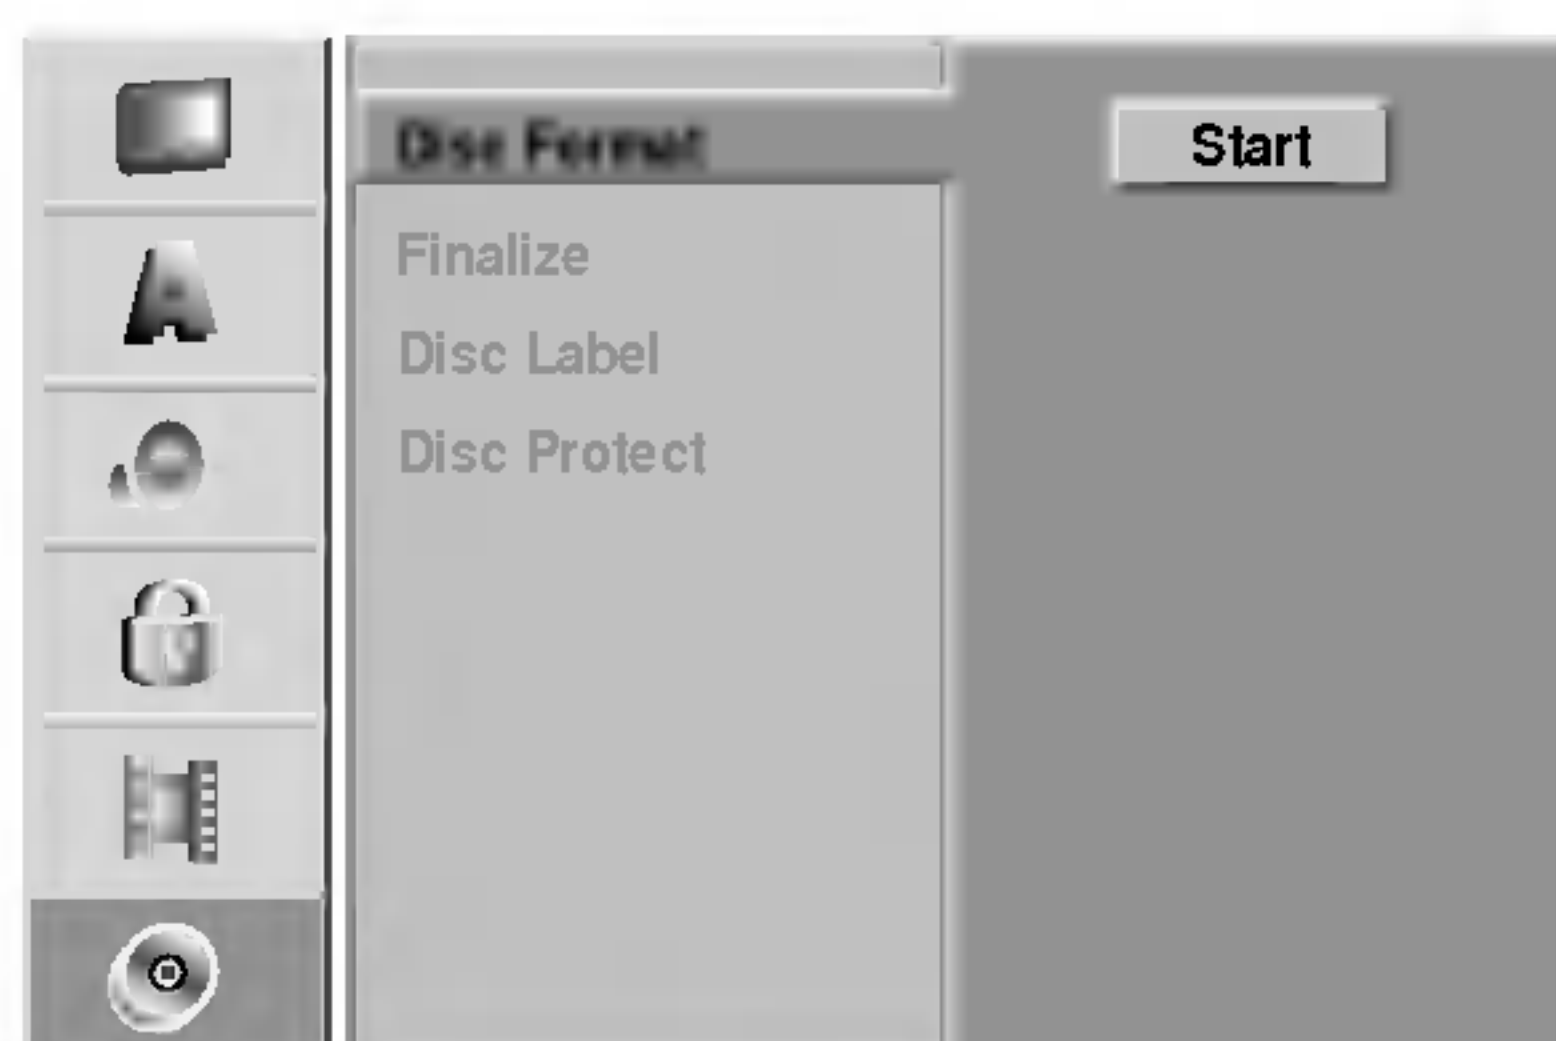 Disc Format
Start
Finalize
Disc Label
Disc Protect